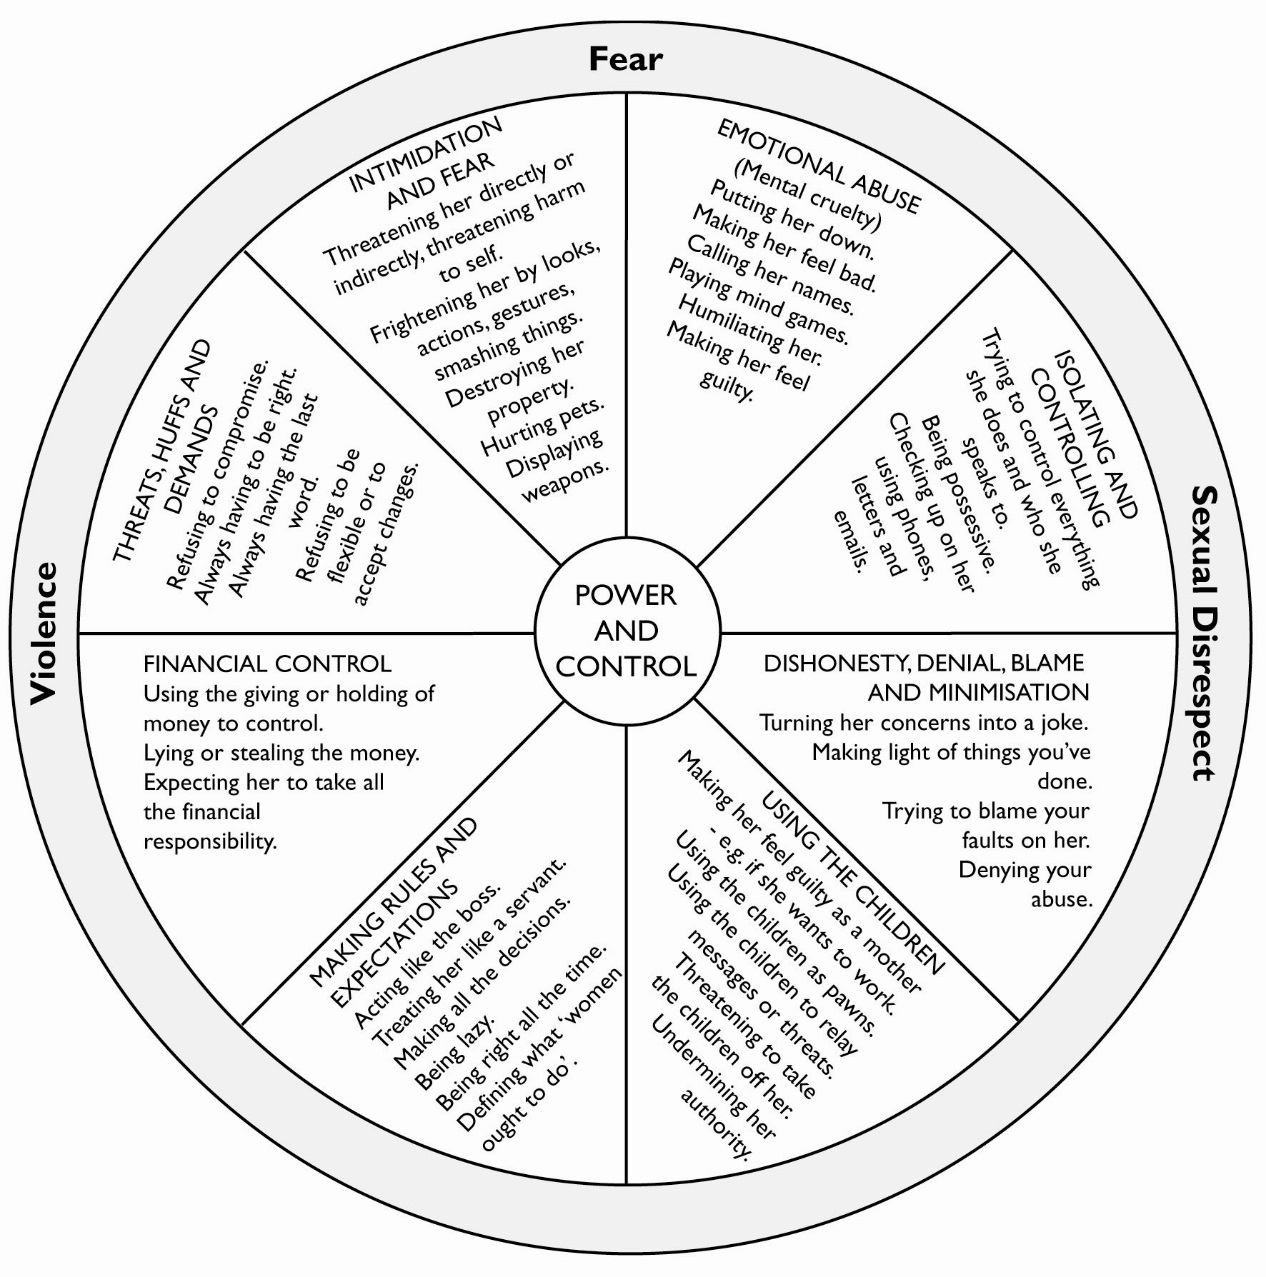 Fear
INTIMIDATION
AND FEAR
Threatening her directly or
indirectly, threatening harm
to self.
Frightening her by looks,
actions, gestures,
smashing things.
Destroying her
property.
Hurting pets.
Displaying
weapons.
EMOTIONAL ABUSE
(Mental cruelty)
Putting her down.
Making her feel bad.
Calling her names.
Playing mind games.
Humiliating her.
Making her feel
guilty.
ISOLATING AND
CONTROLLING
Trying to control everything
she does and who she
speaks to.
Being possessive.
Checking up on her
using phones,
letters and
emails.
Sexual Disrespect
DISHONESTY, DENIAL, BLAME
AND MINIMISATION
Turning her concerns into a joke.
Making light of things you’ve
done.
Trying to blame your
faults on her.
Denying your
abuse.
USING THE CHILDREN
Making her feel guilty as a mother
- e.g. if she wants to work.
Using the children as pawns.
Using the children to relay
messages or threats.
Threatening to take
the children off her.
Undermining her
authority.
MAKING RULES AND
EXPECTATIONS
Acting like the boss.
Treating her like a servant.
Making all the decisions.
Being lazy.
Being right all the time.
Defining what ‘women
ought to do’.
FINANCIAL CONTROL
Using the giving or holding of
money to control.
Lying or stealing the money.
Expecting her to take all
the financial
responsibility.
Violence
THREATS, HUFFS AND
DEMANDS
Refusing to compromise.
Always having to be right.
Always having the last
word.
Refusing to be
flexible or to
accept changes.
POWER
AND
CONTROL